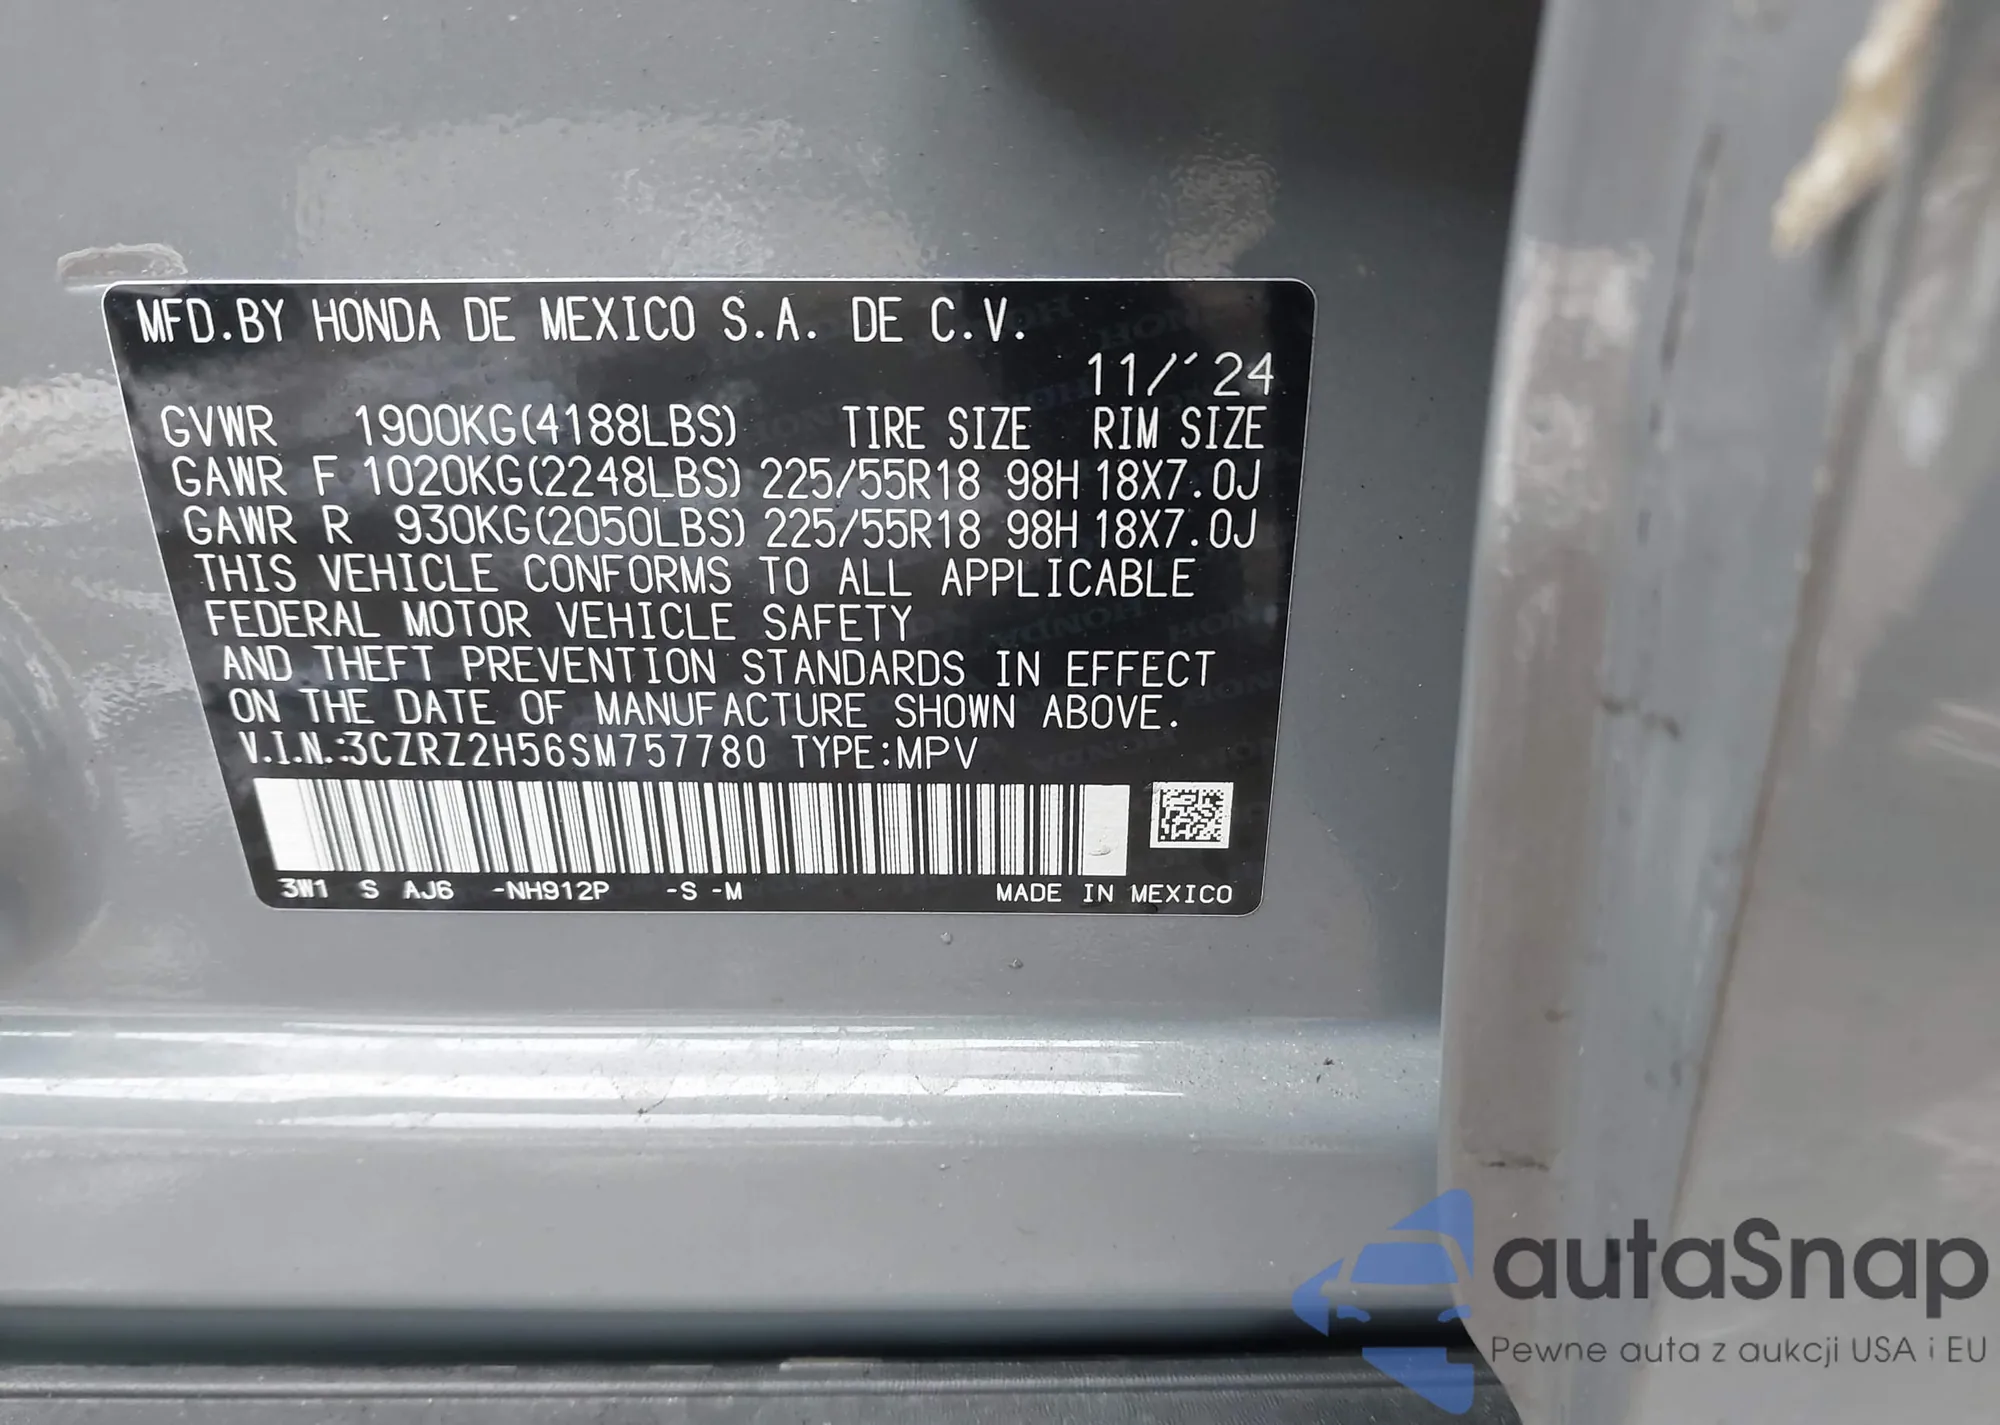 MFD.BY HONDA DE MEXICO S.A. DE C.V.
11/'24
GVWR 1900KG(4188LBS) TIRE SIZE RIM SIZE
GAWR F 1020KG(2248LBS) 225/55R18 98H 18X7.0J
GAWR R 930KG(2050LBS) 225/55R18 98H 18X7.0J
THIS VEHICLE CONFORMS TO ALL APPLICABLE
FEDERAL MOTOR VEHICLE SAFETY
AND THEFT PREVENTION STANDARDS IN EFFECT
ON THE DATE OF MANUFACTURE SHOWN ABOVE.
V.I.N.:3CZRZ2H56SM757780 TYPE:MPV
3W1 S AJ6 -NH912P -S -M MADE IN MEXICO
autaSnap
Pewne auta z aukcji USA i EU